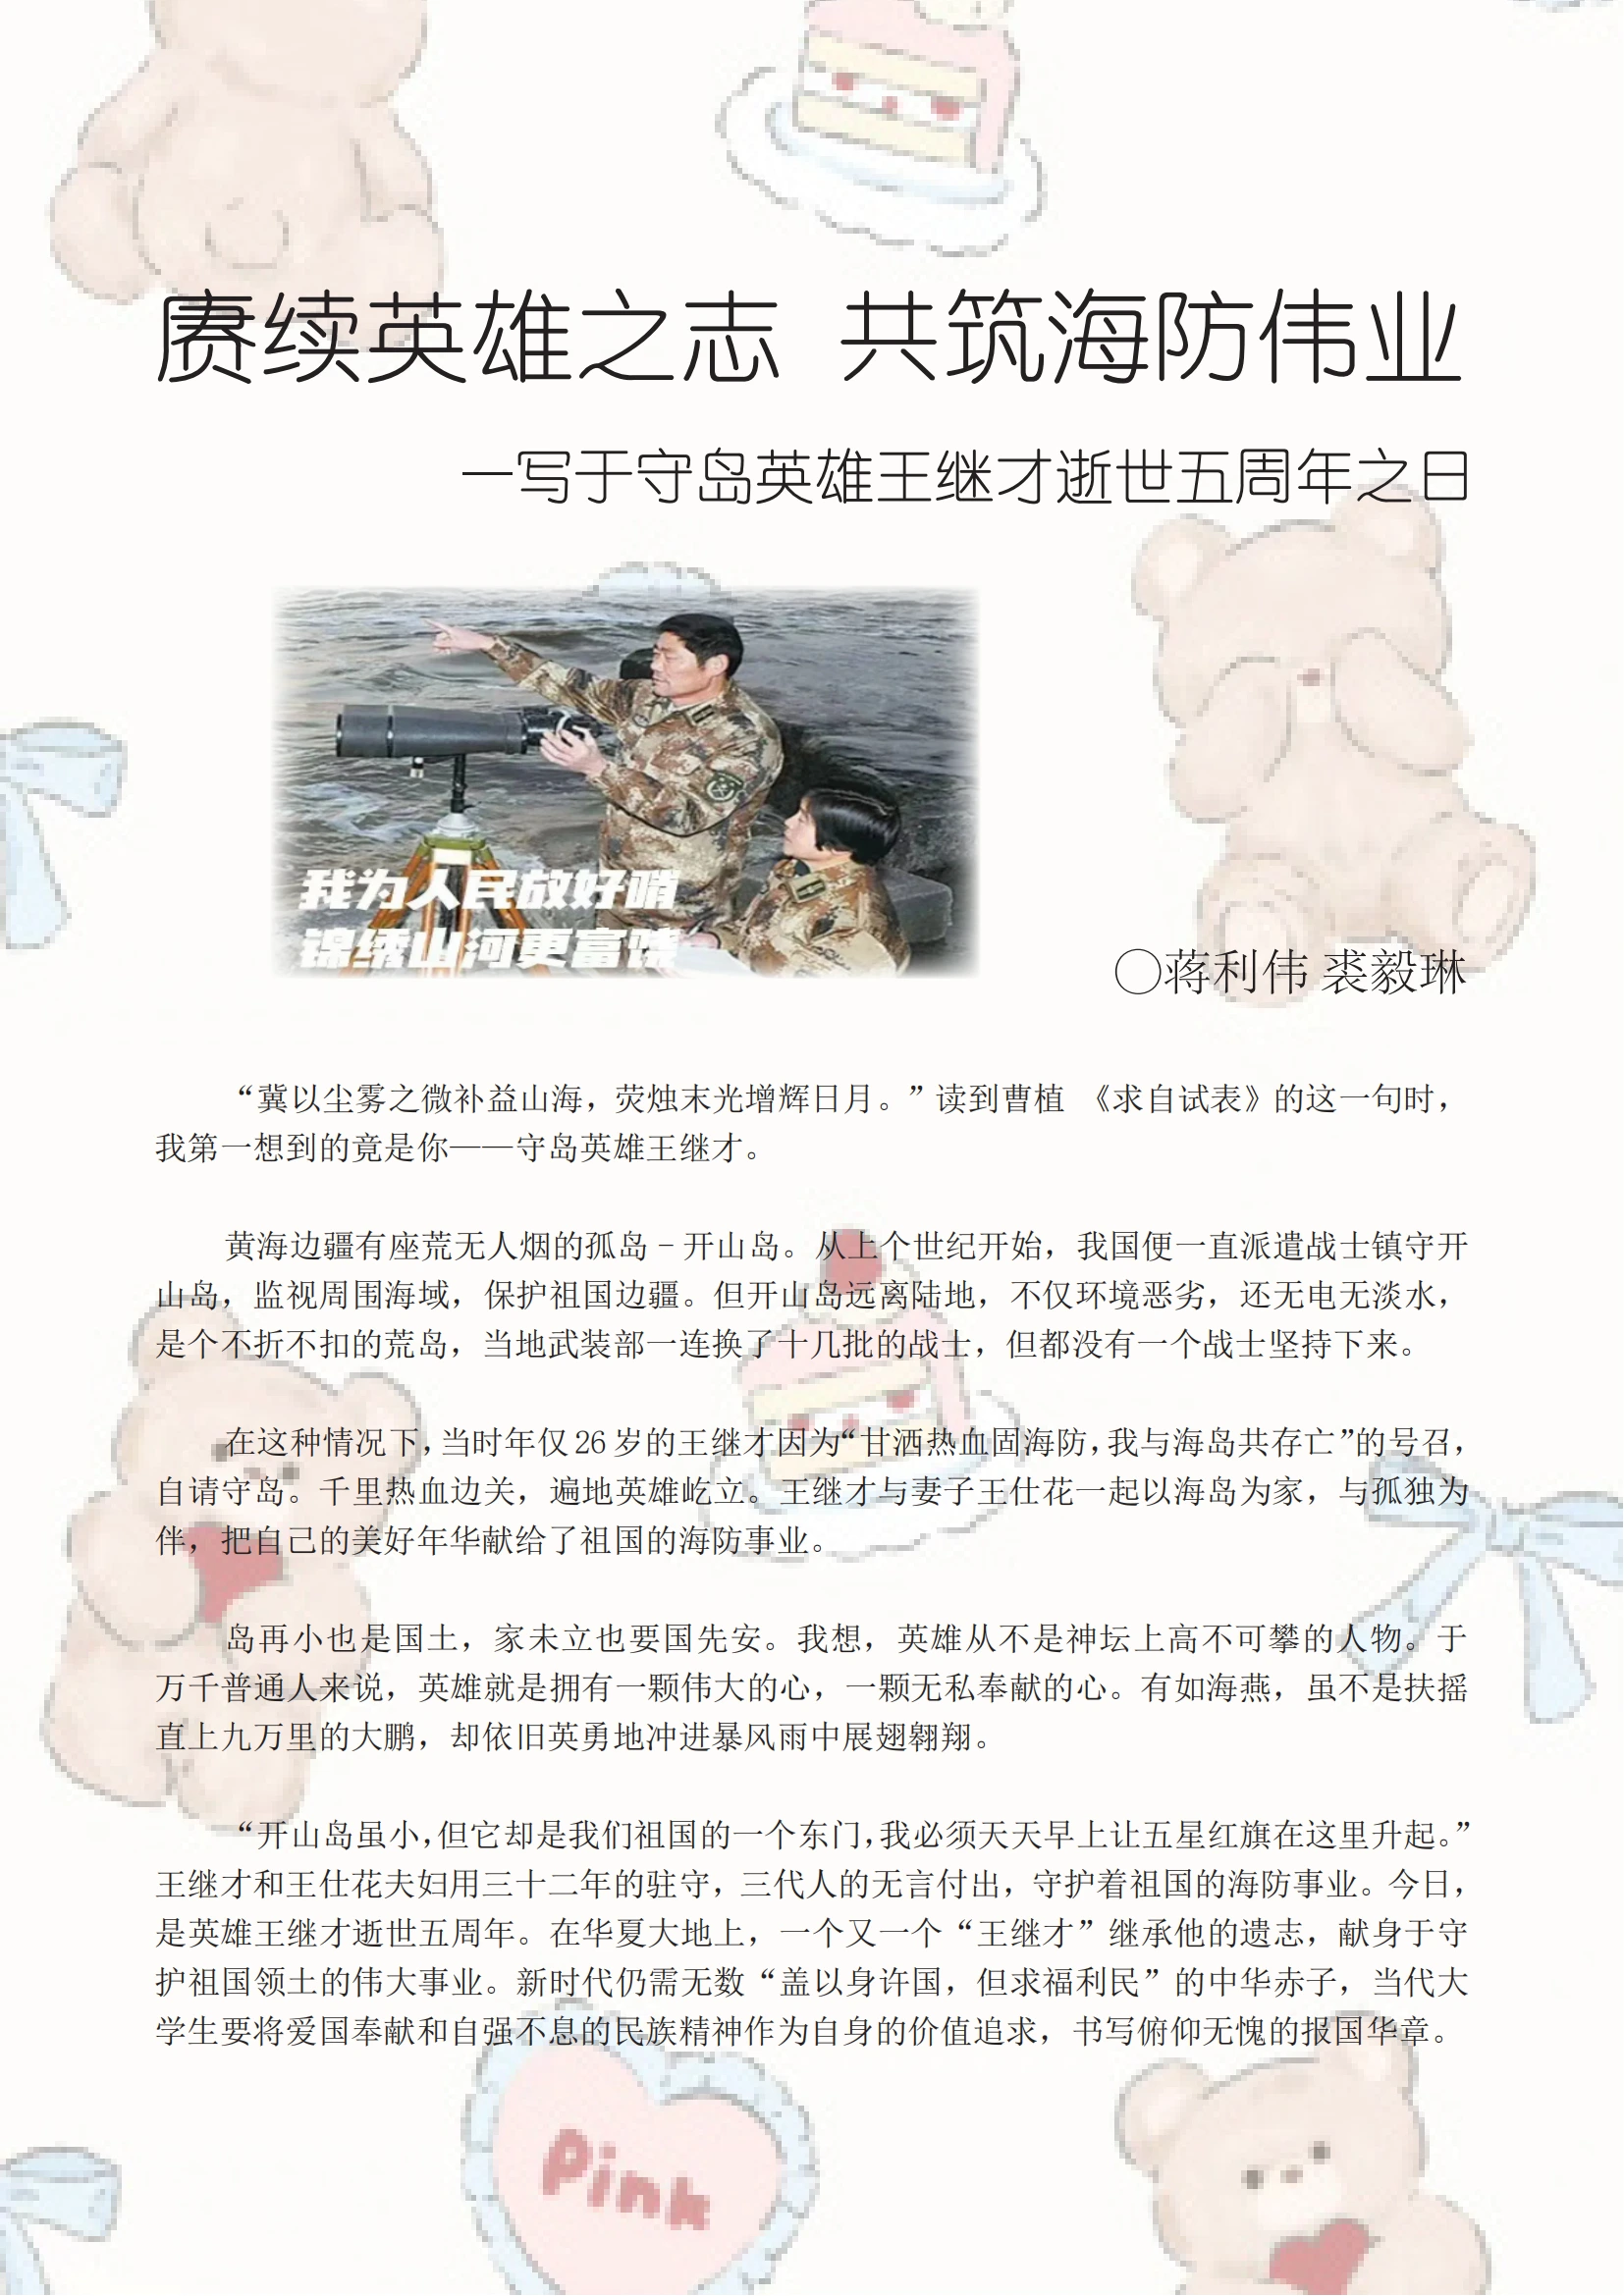 赓续英雄之志 共筑海防伟业
—写于守岛英雄王继才逝世五周年之日
我为人民放好哨
锦绣山河更富饶
〇蒋利伟 裘毅琳
“冀以尘雾之微补益山海，荧烛末光增辉日月。”读到曹植 《求自试表》的这一句时，
我第一想到的竟是你——守岛英雄王继才。
黄海边疆有座荒无人烟的孤岛－开山岛。从上个世纪开始，我国便一直派遣战士镇守开
山岛，监视周围海域，保护祖国边疆。但开山岛远离陆地，不仅环境恶劣，还无电无淡水，
是个不折不扣的荒岛，当地武装部一连换了十几批的战士，但都没有一个战士坚持下来。
在这种情况下，当时年仅 26 岁的王继才因为“甘洒热血固海防，我与海岛共存亡”的号召，
自请守岛。千里热血边关，遍地英雄屹立。王继才与妻子王仕花一起以海岛为家，与孤独为
伴，把自己的美好年华献给了祖国的海防事业。
岛再小也是国土，家未立也要国先安。我想，英雄从不是神坛上高不可攀的人物。于
万千普通人来说，英雄就是拥有一颗伟大的心，一颗无私奉献的心。有如海燕，虽不是扶摇
直上九万里的大鹏，却依旧英勇地冲进暴风雨中展翅翱翔。
“开山岛虽小，但它却是我们祖国的一个东门，我必须天天早上让五星红旗在这里升起。”
王继才和王仕花夫妇用三十二年的驻守，三代人的无言付出，守护着祖国的海防事业。今日，
是英雄王继才逝世五周年。在华夏大地上，一个又一个“王继才”继承他的遗志，献身于守
护祖国领土的伟大事业。新时代仍需无数“盖以身许国，但求福利民”的中华赤子，当代大
学生要将爱国奉献和自强不息的民族精神作为自身的价值追求，书写俯仰无愧的报国华章。
Pink